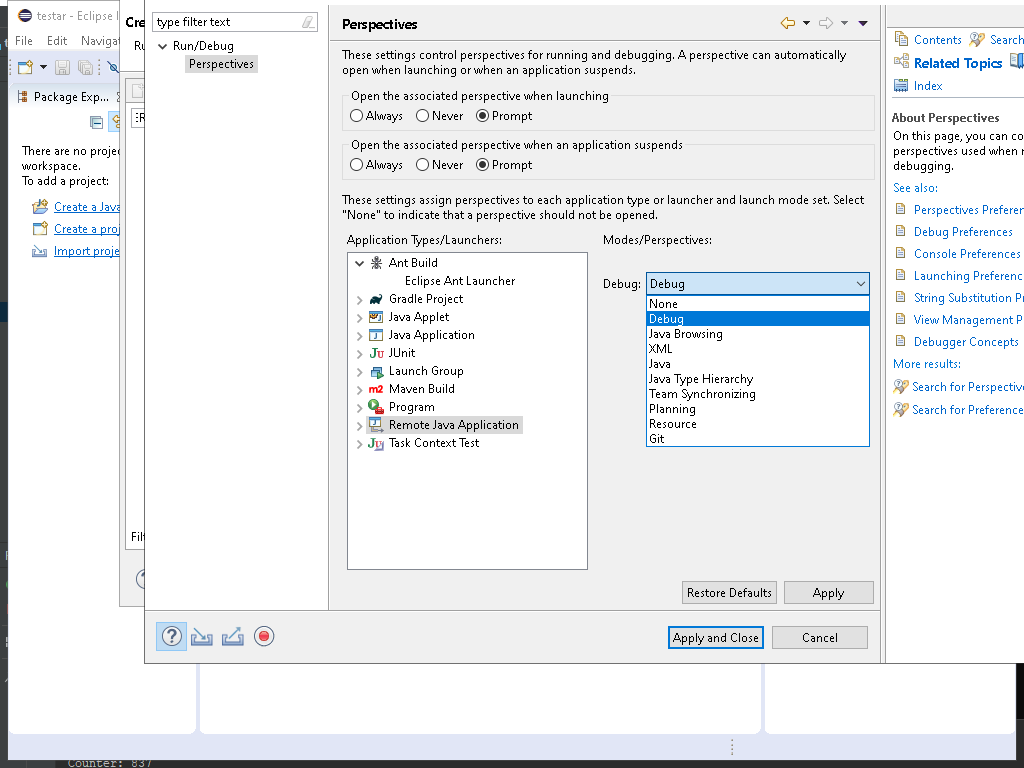 testar - Eclipse I
File Edit Navigat
Package Exp...
There are no proje
workspace.
To add a project:
Create a Java
Create a proj
Import proje
Cre
Ru
type filter text
Run/Debug
Perspectives
Perspectives
These settings control perspectives for running and debugging. A perspective can automatically
open when launching or when an application suspends.
Open the associated perspective when launching
Always Never Prompt
Open the associated perspective when an application suspends
Always Never Prompt
These settings assign perspectives to each application type or launcher and launch mode set. Select
"None" to indicate that a perspective should not be opened.
Application Types/Launchers:
Modes/Perspectives:
Ant Build
Eclipse Ant Launcher
Gradle Project
Java Applet
Java Application
JUnit
Launch Group
Maven Build
Program
Remote Java Application
Task Context Test
Debug: Debug
None
Debug
Java Browsing
XML
Java
Java Type Hierarchy
Team Synchronizing
Planning
Resource
Git
Restore Defaults Apply
Apply and Close Cancel
Contents Search
Related Topics
Index
About Perspectives
On this page, you can co
perspectives used when r
debugging.
See also:
Perspectives Preferen
Debug Preferences
Console Preferences
Launching Preferenc
String Substitution Pr
View Management P
Debugger Concepts
More results:
Search for Perspective
Search for Preference
Filt
Counter: 837